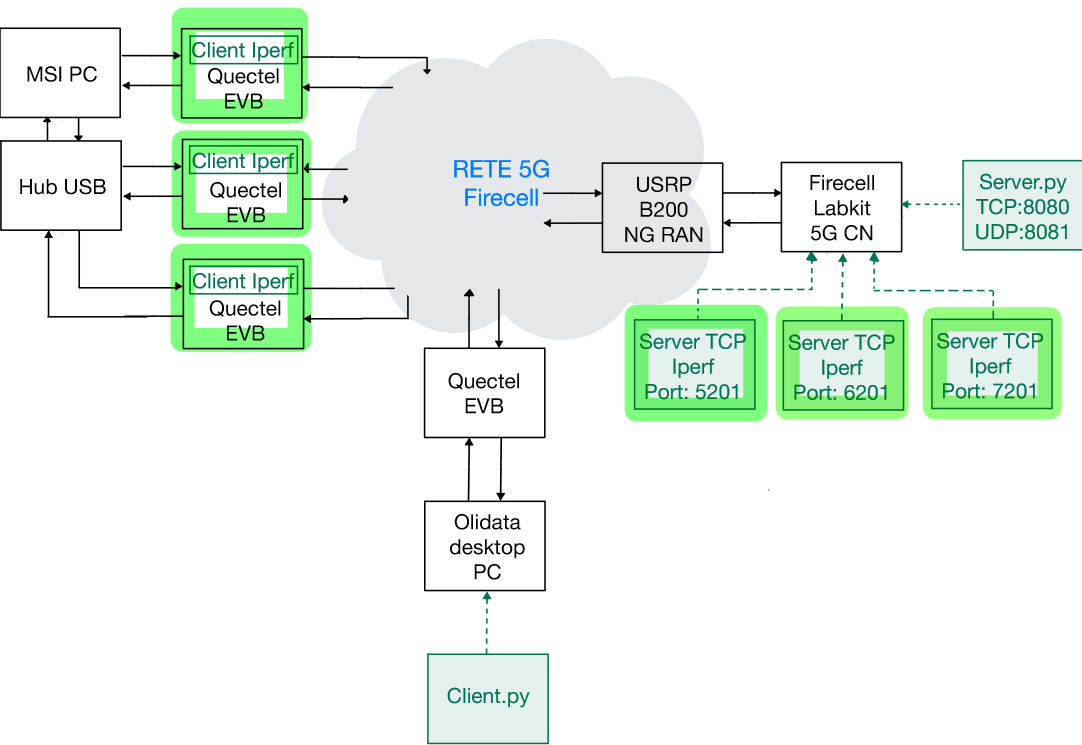 MSI PC
Client Iperf
Quectel
EVB
Hub USB
Client Iperf
Quectel
EVB
Client Iperf
Quectel
EVB
RETE 5G
Firecell
USRP
B200
NG RAN
Firecell
Labkit
5G CN
Server.py
TCP:8080
UDP:8081
Server TCP
Iperf
Port: 5201
Server TCP
Iperf
Port: 6201
Server TCP
Iperf
Port: 7201
Quectel
EVB
Olidata
desktop
PC
Client.py